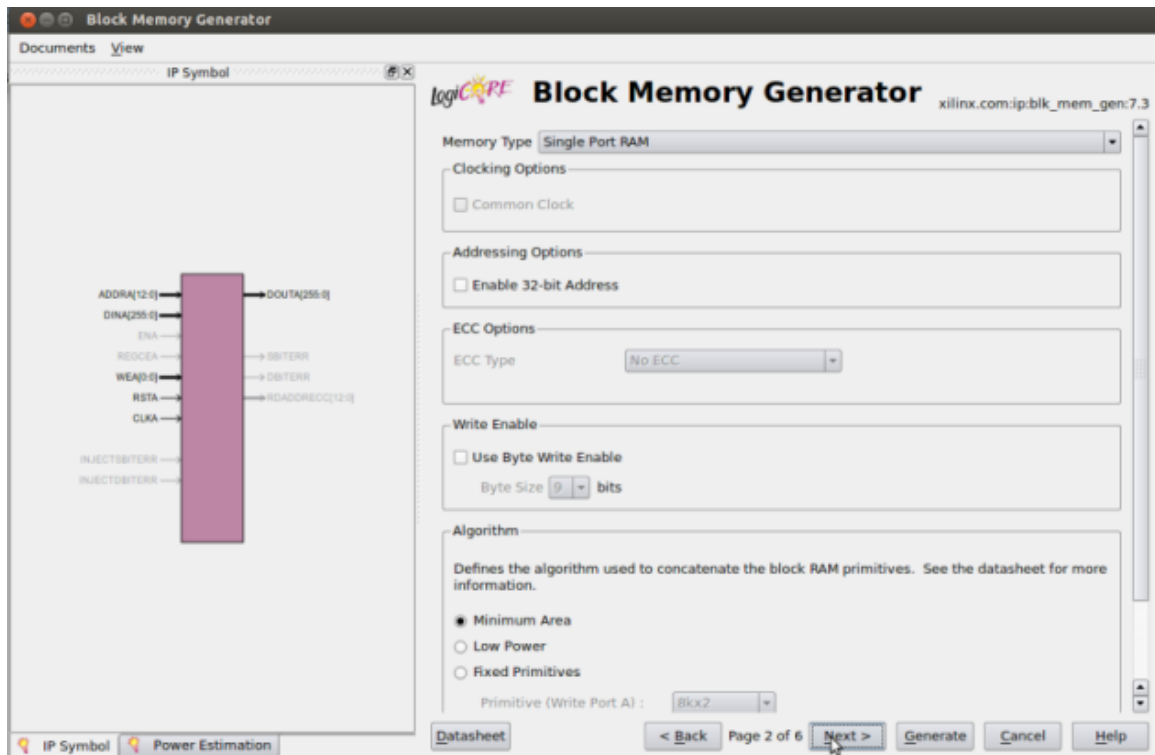 Block Memory Generator
Documents View
IP Symbol
ADDRA[12:0]
DINA[255:0]
ENA
REGCEA
WEA[0:0]
RSTA
CLKA
INJECTSBITERR
INJECTDBITERR
DOUTA[255:0]
SBITERR
DBITERR
RDADDRECC[12:0]
IP Symbol Power Estimation
LogiCORE
Block Memory Generator xilinx.com:ip:blk_mem_gen:7.3
Memory Type Single Port RAM
Clocking Options
Common Clock
Addressing Options
Enable 32-bit Address
ECC Options
ECC Type No ECC
Write Enable
Use Byte Write Enable
Byte Size 9 bits
Algorithm
Defines the algorithm used to concatenate the block RAM primitives. See the datasheet for more
information.
Minimum Area
Low Power
Fixed Primitives
Primitive (Write Port A) : 8kx2
Datasheet < Back Page 2 of 6 Next > Generate Cancel Help